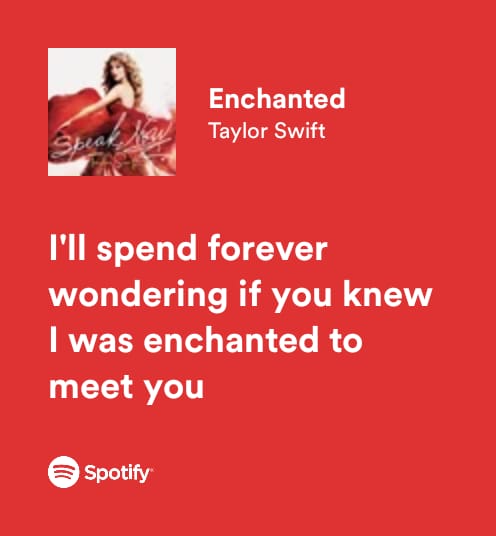 Enchanted
Taylor Swift
Speak Now
I'll spend forever
wondering if you knew
I was enchanted to
meet you
Spotify